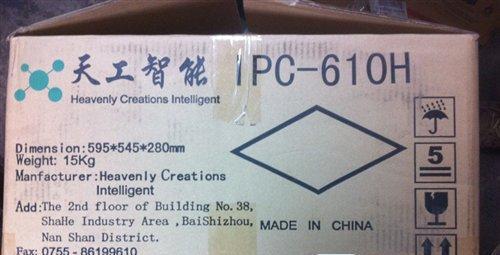 天工智能 IPC-610H
Heavenly Creations Intelligent
Dimension:595*545*280mm
Weight: 15Kg
Manfacturer:Heavenly Creations
Intelligent
Add:The 2nd floor of Building No.38,
ShaHe Industry Area ,BaiShizhou,
Nan Shan District.
Fax: 0755-86199610
MADE IN CHINA
5